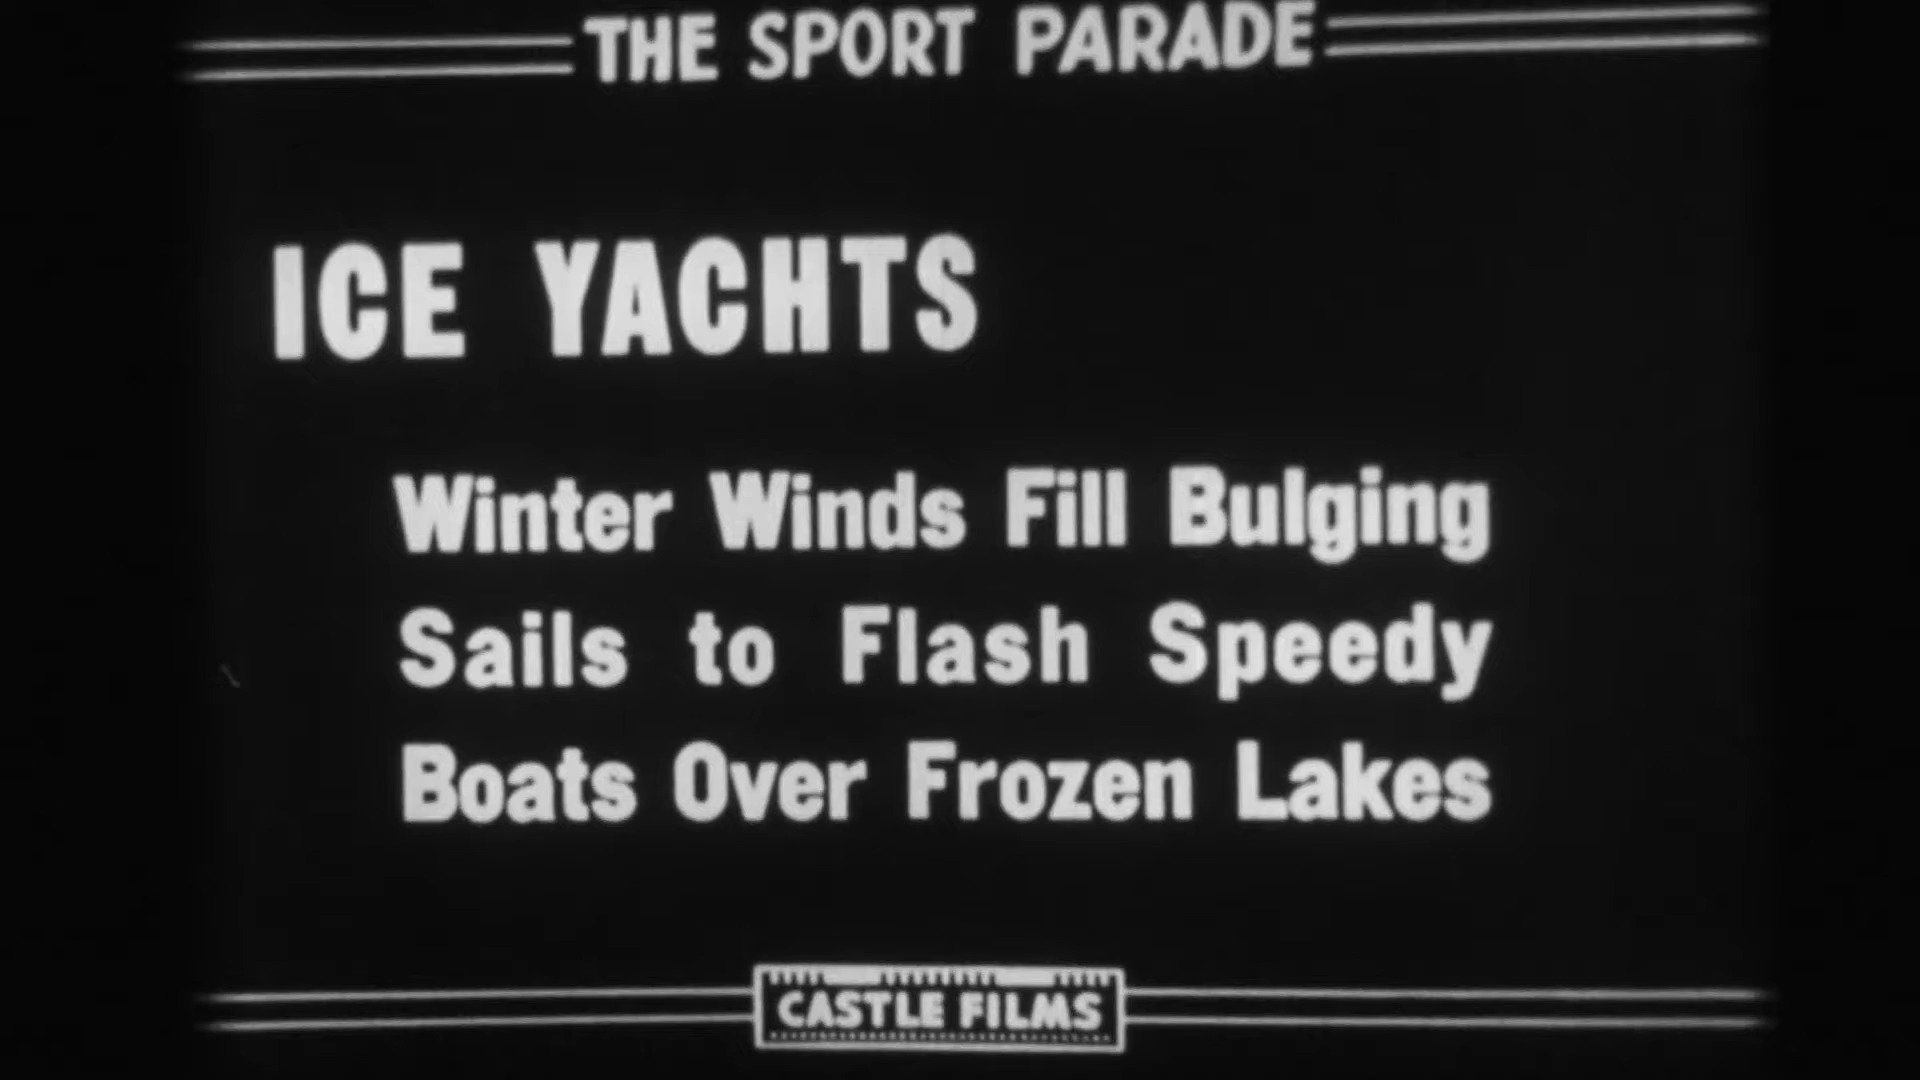 THE SPORT PARADE
ICE YACHTS
Winter Winds Fill Bulging
Sails to Flash Speedy
Boats Over Frozen Lakes
CASTLE FILMS